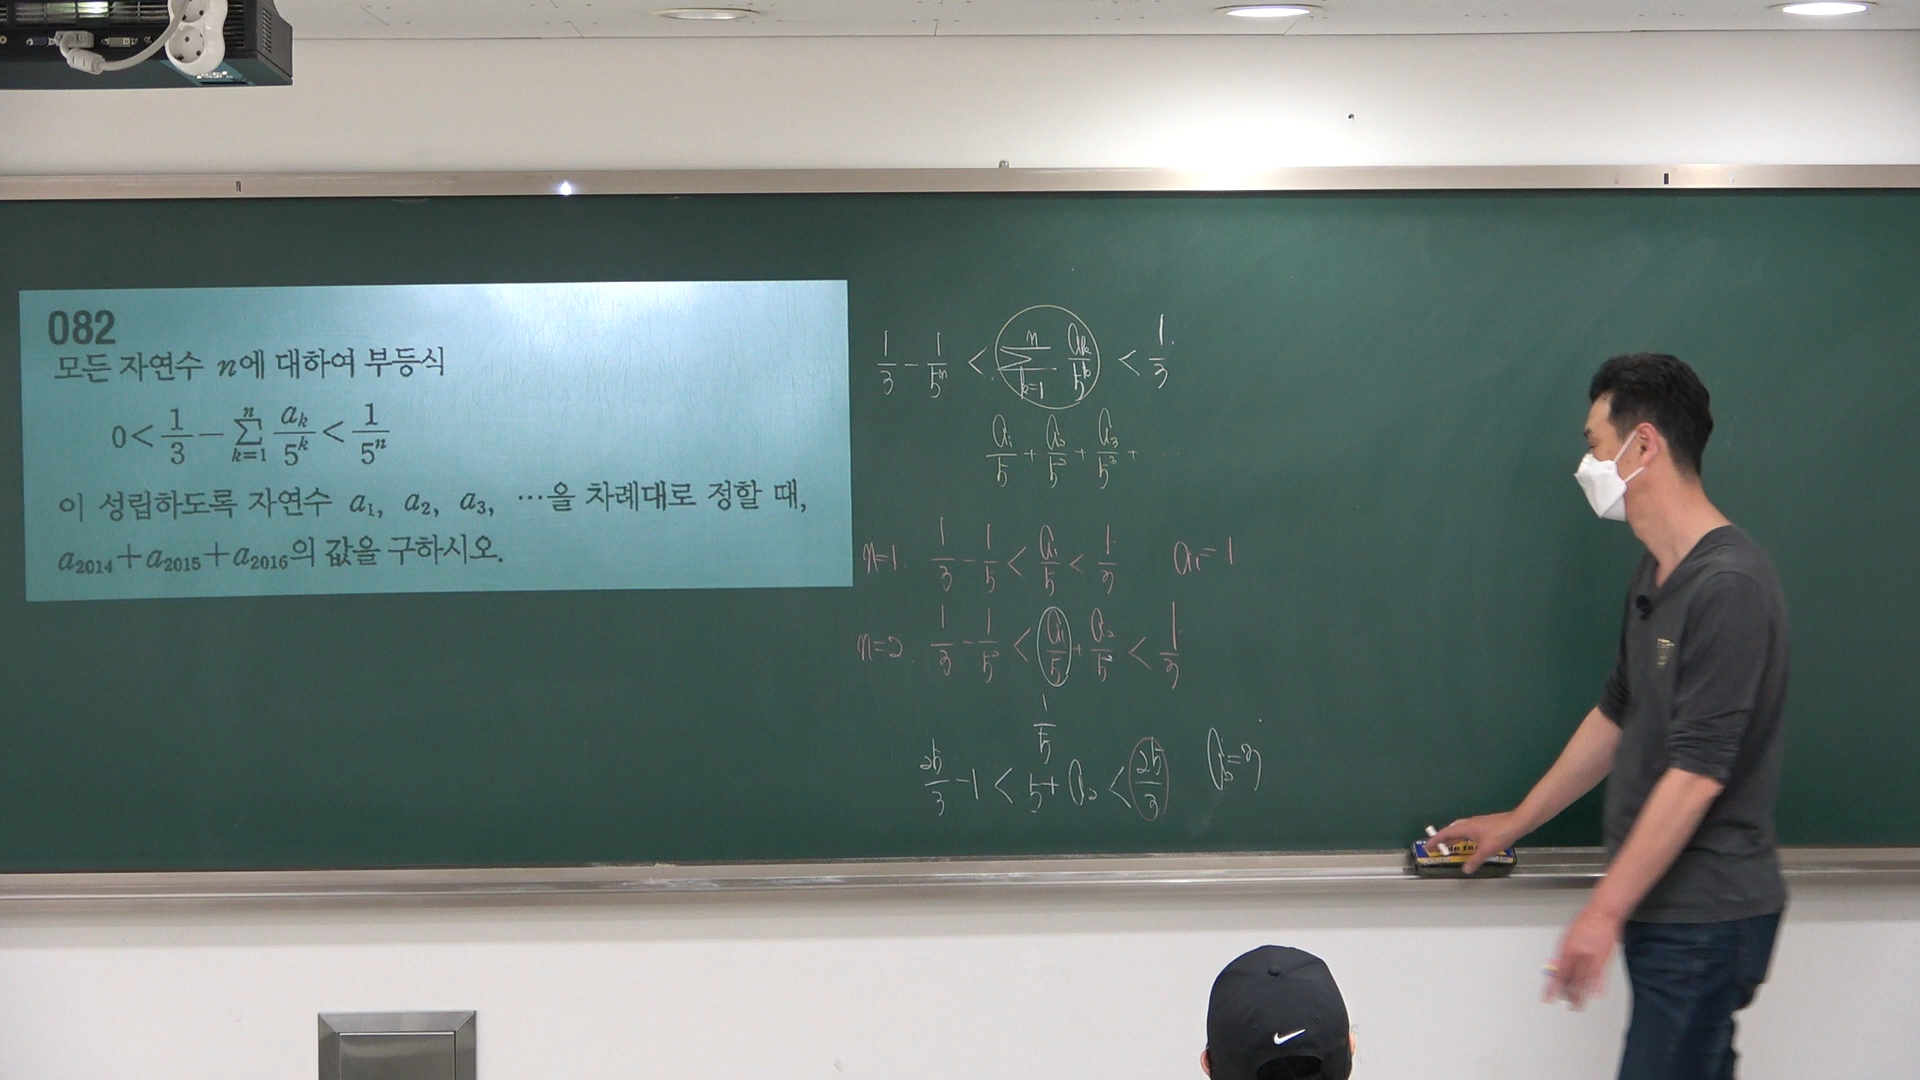 082
모든 자연수 n에 대하여 부등식
0 < 1/3 − ∑_{k=1}^{n} a_k/5^k < 1/5^n
이 성립하도록 자연수 a₁, a₂, a₃, …을 차례대로 정할 때,
a₂₀₁₄+a₂₀₁₅+a₂₀₁₆의 값을 구하시오.
1/3 − 1/5^n < ∑_{k=1}^{n} a_k/5^k < 1/3
a₁/5 + a₂/5² + a₃/5³ +
n=1. 1/3 − 1/5 < a₁/5 < 1/3 a₁=1
n=2. 1/3 − 1/5² < a₁/5 + a₂/5² < 1/3
1/5
25/3 − 1 < 5 + a₂ < 25/3 a₂=3